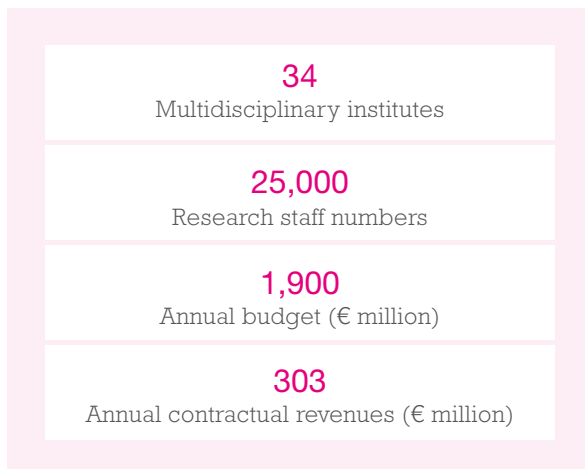 34
Multidisciplinary institutes
25,000
Research staff numbers
1,900
Annual budget (€ million)
303
Annual contractual revenues (€ million)